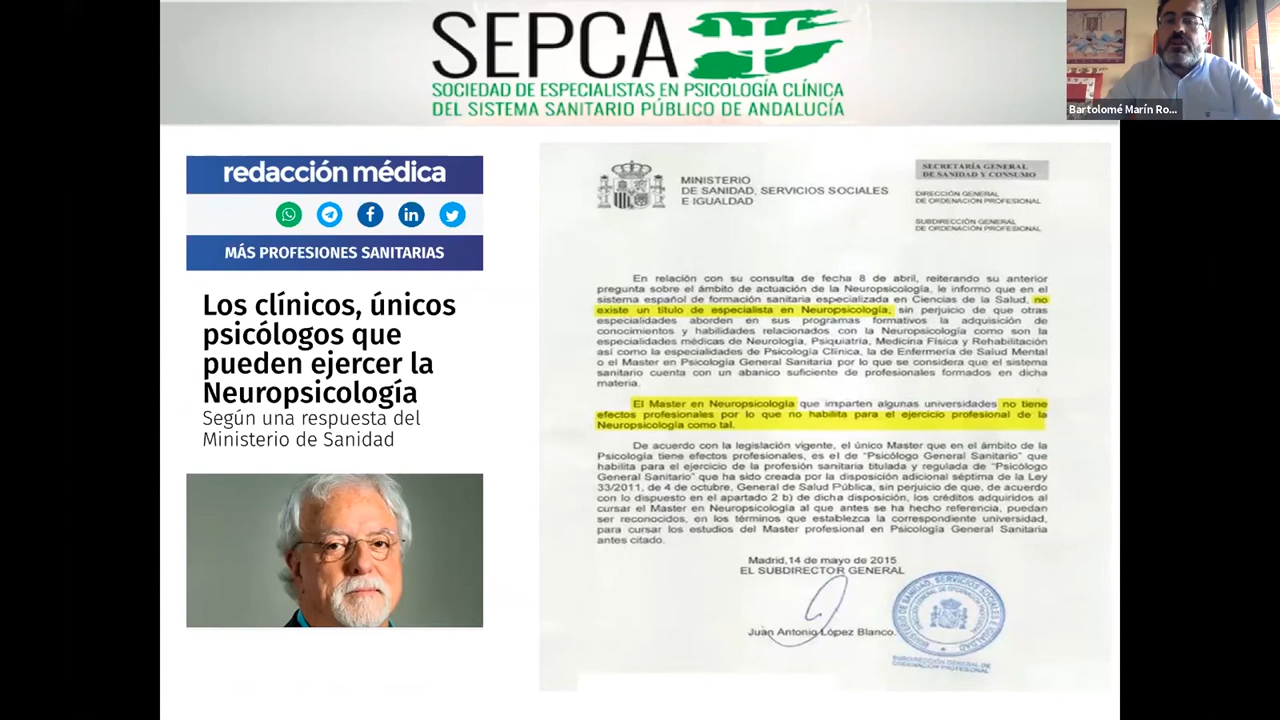 SEPCA
SOCIEDAD DE ESPECIALISTAS EN PSICOLOGÍA CLÍNICA
DEL SISTEMA SANITARIO PÚBLICO DE ANDALUCÍA
Bartolomé Marín Ro...
redacción médica
MÁS PROFESIONES SANITARIAS
Los clínicos, únicos
psicólogos que
pueden ejercer la
Neuropsicología
Según una respuesta del
Ministerio de Sanidad
MINISTERIO
DE SANIDAD, SERVICIOS SOCIALES
E IGUALDAD
SECRETARÍA GENERAL
DE SANIDAD Y CONSUMO
DIRECCIÓN GENERAL
DE ORDENACIÓN PROFESIONAL
SUBDIRECCIÓN GENERAL
DE ORDENACIÓN PROFESIONAL
En relación con su consulta de fecha 8 de abril, reiterando su anterior
pregunta sobre el ámbito de actuación de la Neuropsicología, le informo que en el
sistema español de formación sanitaria especializada en Ciencias de la Salud, no
existe un título de especialista en Neuropsicología, sin perjuicio de que otras
especialidades aborden en sus programas formativos la adquisición de
conocimientos y habilidades relacionados con la Neuropsicología como son la
especialidades médicas de Neurología, Psiquiatría, Medicina Física y Rehabilitación
así como la especialidades de Psicología Clínica, la de Enfermería de Salud Mental
o el Master en Psicología General Sanitaria por lo que se considera que el sistema
sanitario cuenta con un abanico suficiente de profesionales formados en dicha
materia.
El Master en Neuropsicología que imparten algunas universidades no tiene
efectos profesionales por lo que no habilita para el ejercicio profesional de la
Neuropsicología como tal.
De acuerdo con la legislación vigente, el único Master que en el ámbito de la
Psicología tiene efectos profesionales, es el de "Psicólogo General Sanitario" que
habilita para el ejercicio de la profesión sanitaria titulada y regulada de "Psicólogo
General Sanitario" que ha sido creada por la disposición adicional séptima de la Ley
33/2011, de 4 de octubre, General de Salud Pública, sin perjuicio de que, de acuerdo
con lo dispuesto en el apartado 2 b) de dicha disposición, los créditos adquiridos al
cursar el Master en Neuropsicología al que antes se ha hecho referencia, puedan
ser reconocidos, en los términos que establezca la correspondiente universidad,
para cursar los estudios del Master profesional en Psicología General Sanitaria
antes citado.
Madrid,14 de mayo de 2015
EL SUBDIRECTOR GENERAL
Juan Antonio López Blanco.
SUBDIRECCIÓN GENERAL DE
ORDENACIÓN PROFESIONAL